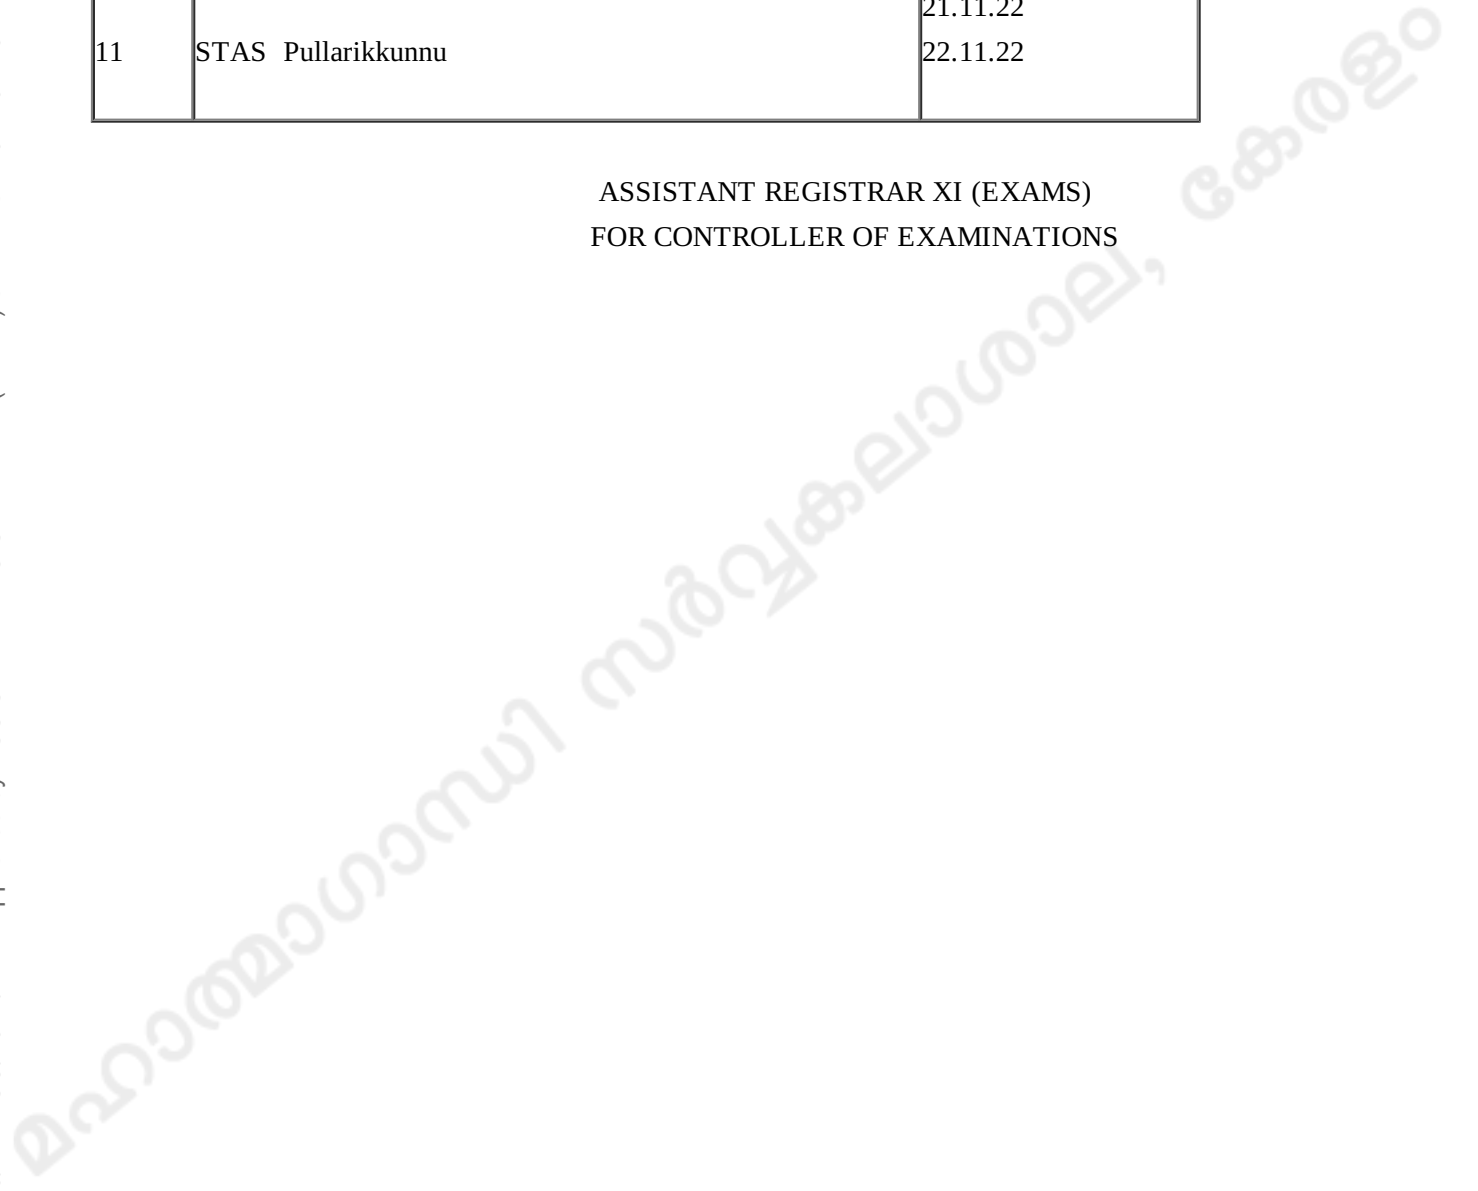 21.11.22
11 STAS Pullarikkunnu 22.11.22
ASSISTANT REGISTRAR XI (EXAMS)
FOR CONTROLLER OF EXAMINATIONS
മഹാത്മാഗാന്ധി സർവ്വകലാശാല, കേരളം